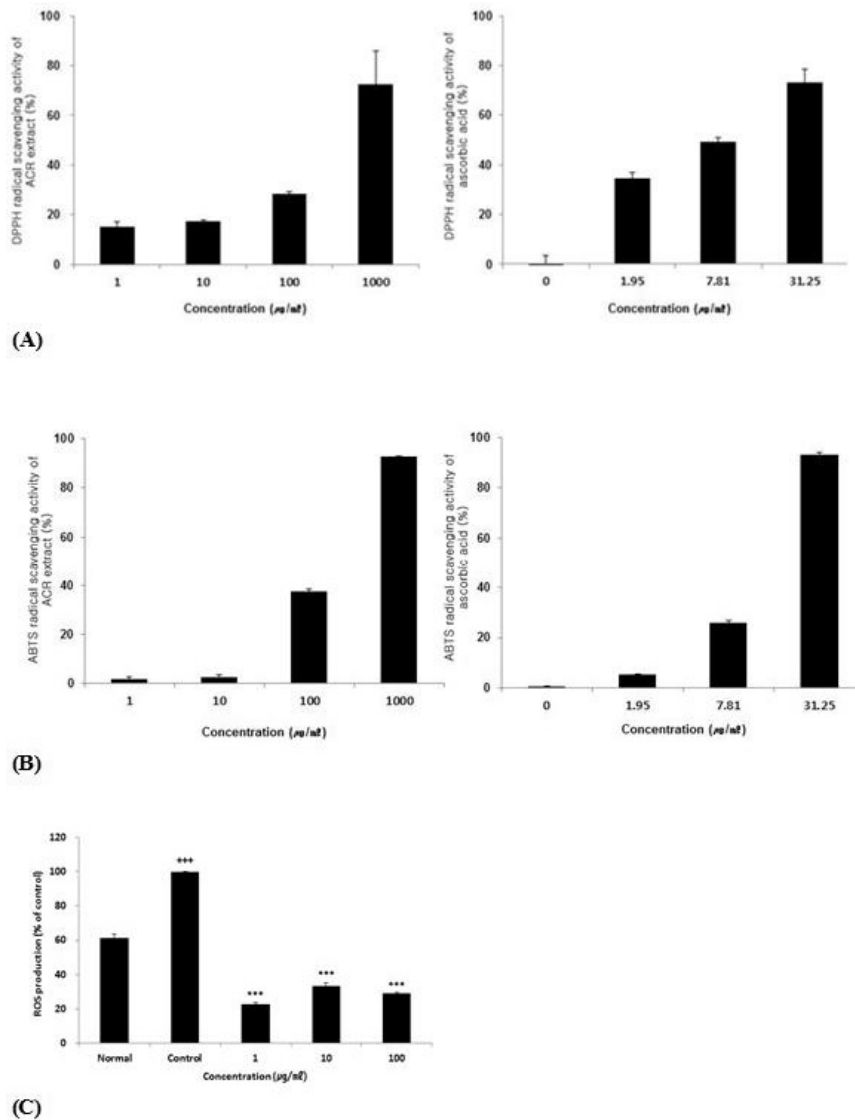 DPPH radical scavenging activity of
ACR extract (%)
100
80
60
40
20
0
1 10 100 1000
Concentration (㎍/㎖)
DPPH radical scavenging activity of
ascorbic acid (%)
100
80
60
40
20
0
0 1.95 7.81 31.25
Concentration (㎍/㎖)
(A)
ABTS radical scavenging activity of
ACR extract (%)
100
80
60
40
20
0
1 10 100 1000
Concentration (㎍/㎖)
ABTS radical scavenging activity of
ascorbic acid (%)
100
80
60
40
20
0
0 1.95 7.81 31.25
Concentration (㎍/㎖)
(B)
ROS production (% of control)
120
100
80
60
40
20
0
+++
***
***
***
Normal Control 1 10 100
Concentration (㎍/㎖)
(C)